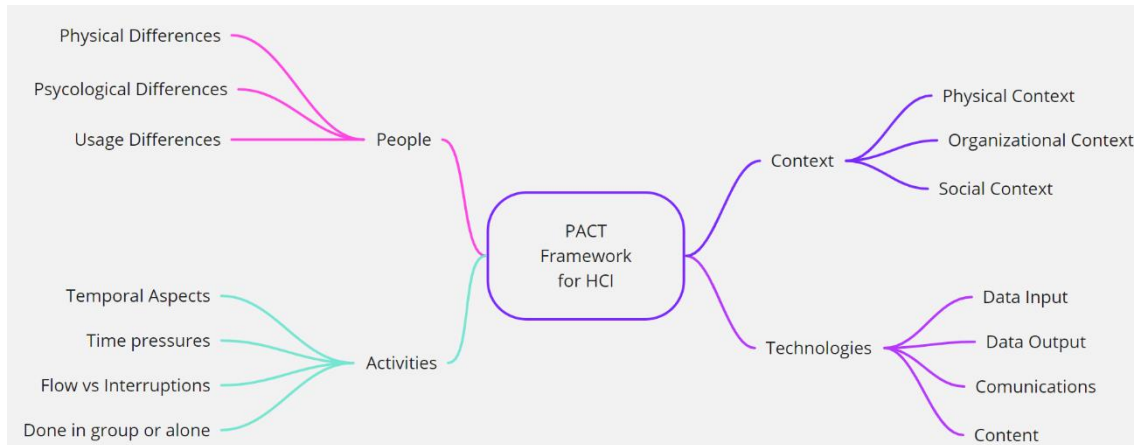 Physical Differences
Psycological Differences
Usage Differences
People
Temporal Aspects
Time pressures
Flow vs Interruptions
Done in group or alone
Activities
PACT
Framework
for HCI
Context
Physical Context
Organizational Context
Social Context
Technologies
Data Input
Data Output
Comunications
Content